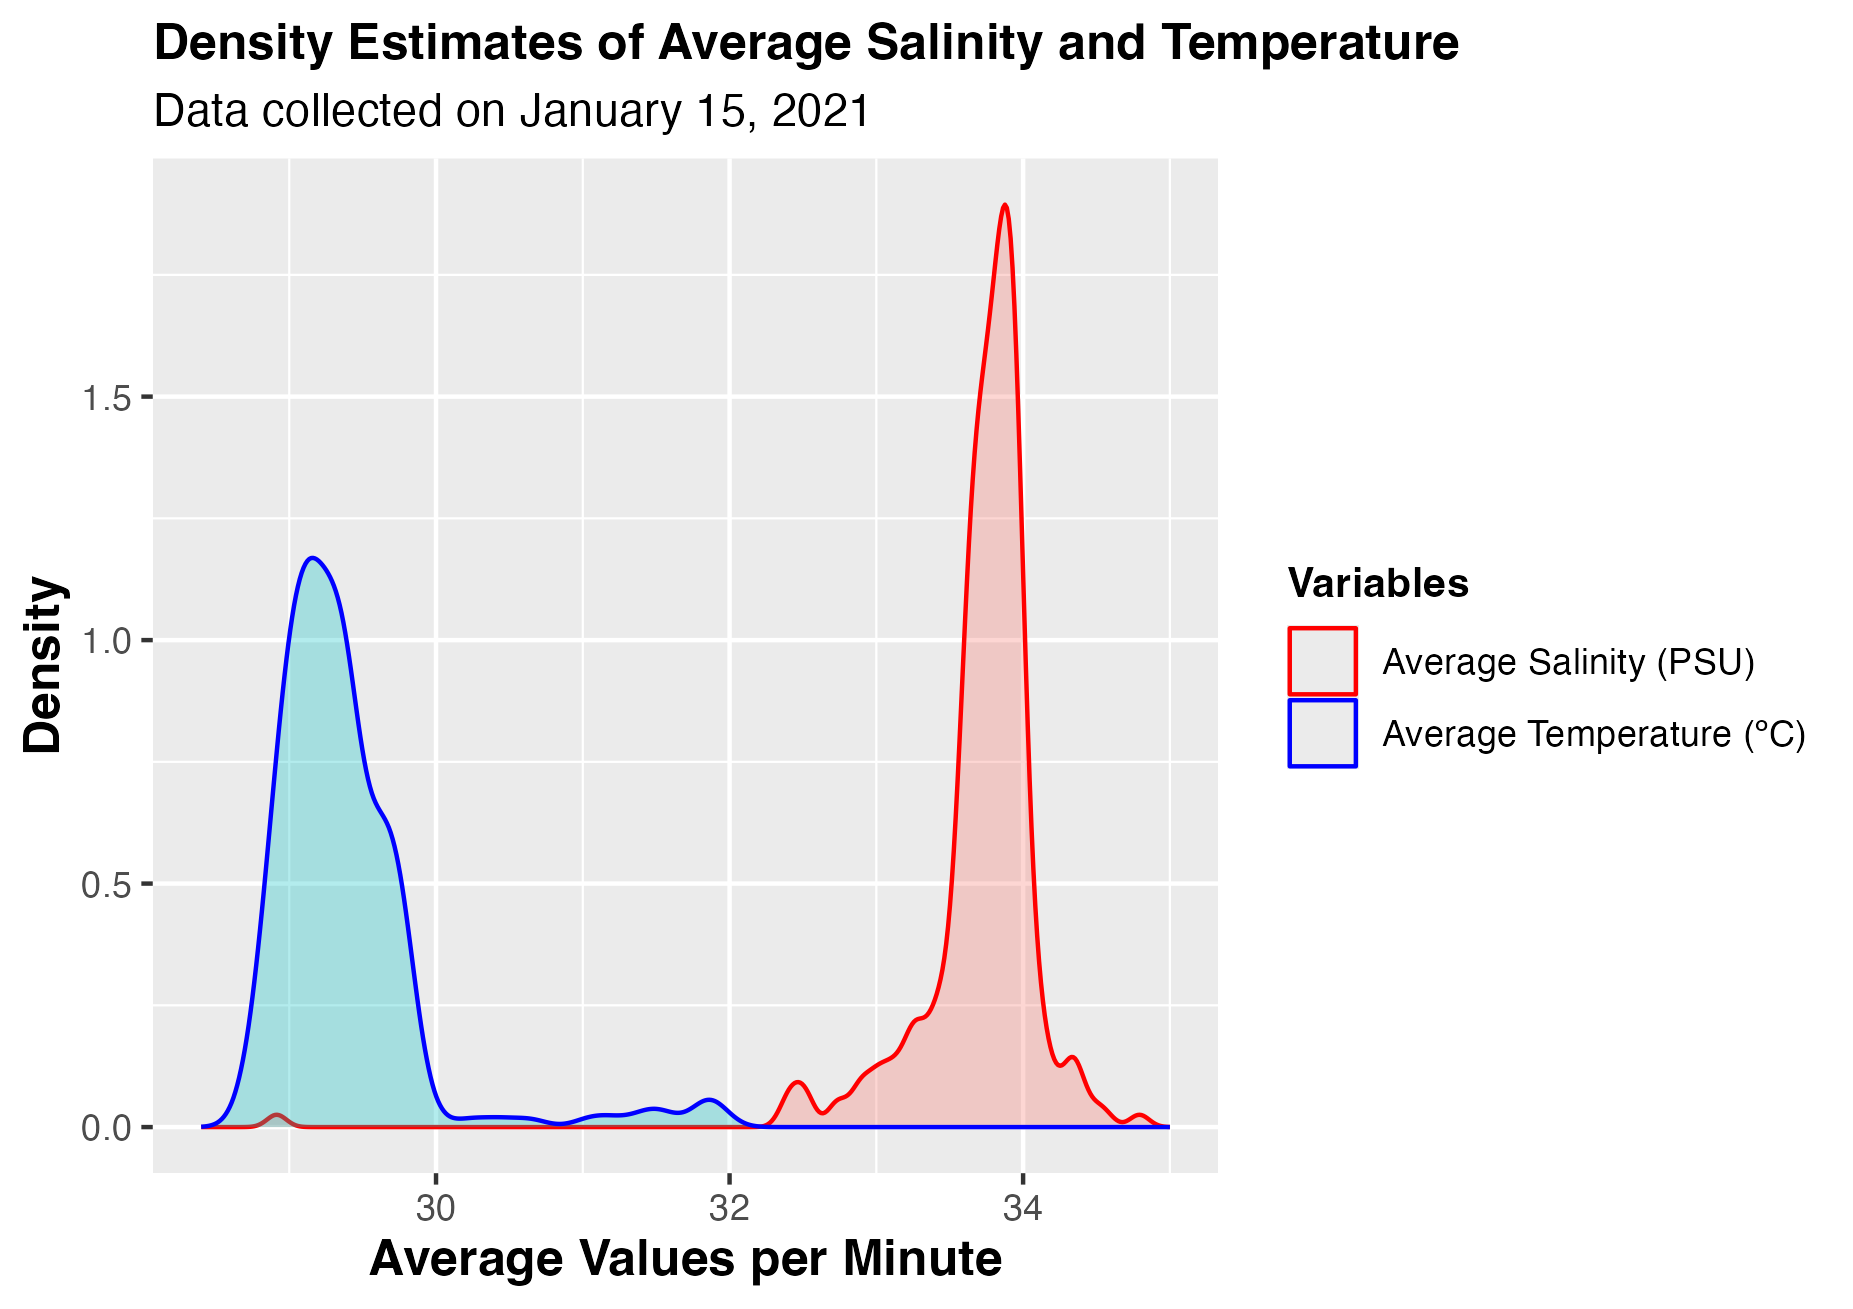 Density Estimates of Average Salinity and Temperature
Data collected on January 15, 2021
Density
1.5
1.0
0.5
0.0
30 32 34
Average Values per Minute
Variables
Average Salinity (PSU)
Average Temperature (°C)